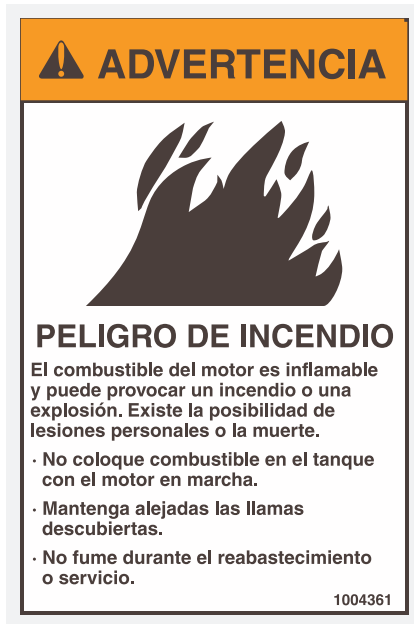 ADVERTENCIA
PELIGRO DE INCENDIO
El combustible del motor es inflamable
y puede provocar un incendio o una
explosión. Existe la posibilidad de
lesiones personales o la muerte.
· No coloque combustible en el tanque
con el motor en marcha.
· Mantenga alejadas las llamas
descubiertas.
· No fume durante el reabastecimiento
o servicio.
1004361